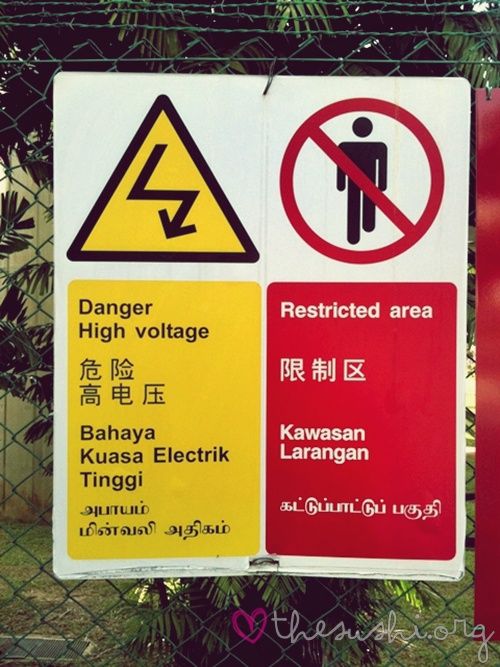 Danger
High voltage
危险
高电压
Bahaya
Kuasa Electrik
Tinggi
அபாயம்
மின்வலி அதிகம்
Restricted area
限制区
Kawasan
Larangan
கட்டுப்பாட்டுப் பகுதி
thesushi.org